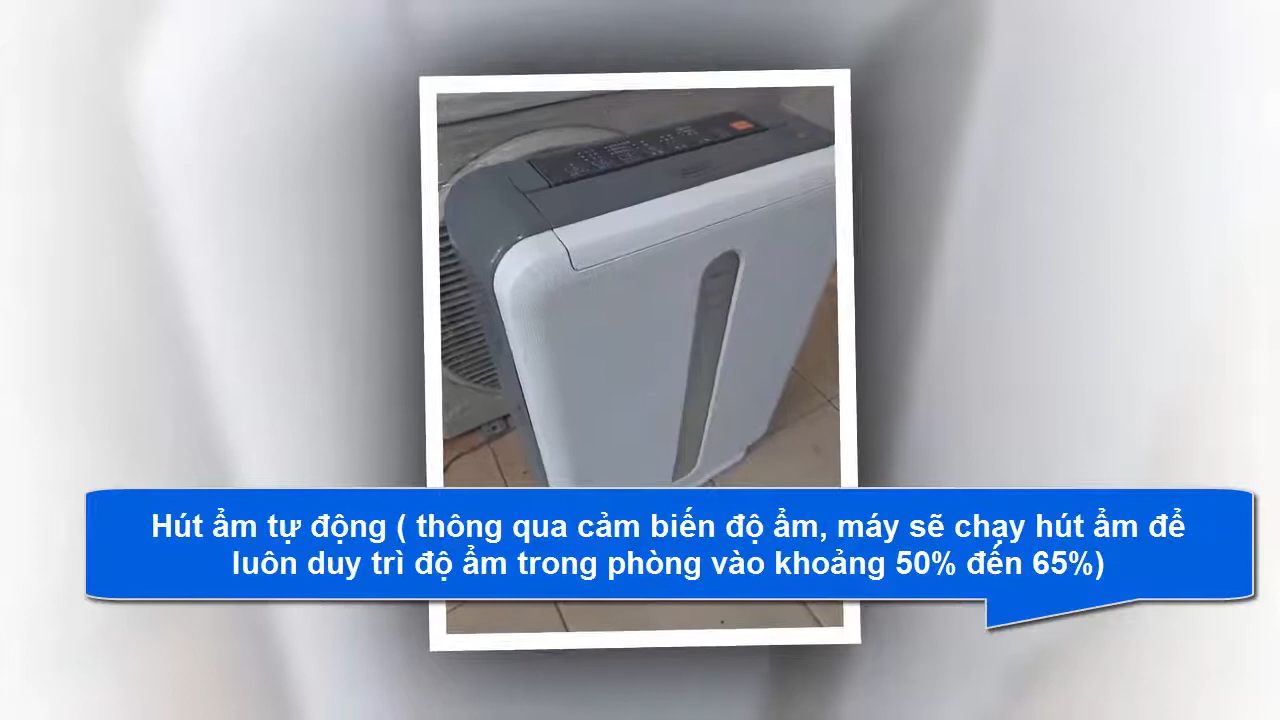 Hút ẩm tự động ( thông qua cảm biến độ ẩm, máy sẽ chạy hút ẩm để
luôn duy trì độ ẩm trong phòng vào khoảng 50% đến 65%)